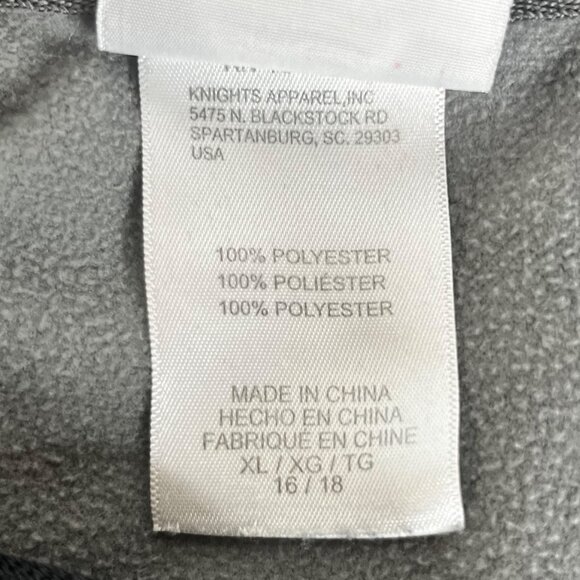 KNIGHTS APPAREL,INC
5475 N. BLACKSTOCK RD
SPARTANBURG, SC. 29303
USA
100% POLYESTER
100% POLIÉSTER
100% POLYESTER
MADE IN CHINA
HECHO EN CHINA
FABRIQUÉ EN CHINE
XL / XG / TG
16 / 18